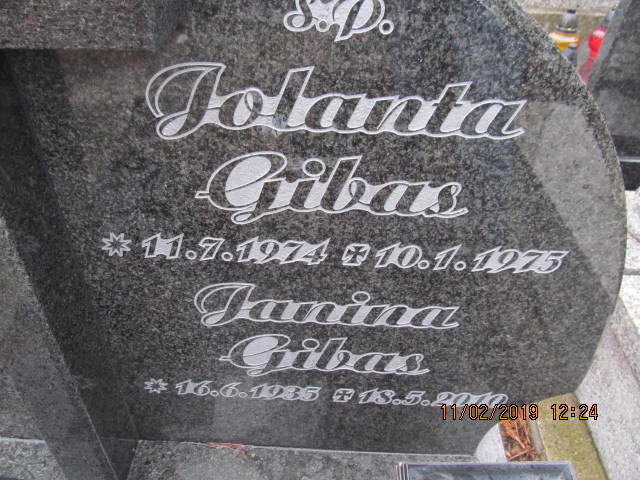 ś.p.
Jolanta
Gibas
* 11.7.1974 ✝ 10.1.1975
Janina
Gibas
* 16.6.1935 ✝ 18.5.2010
11/02/2019 12:24